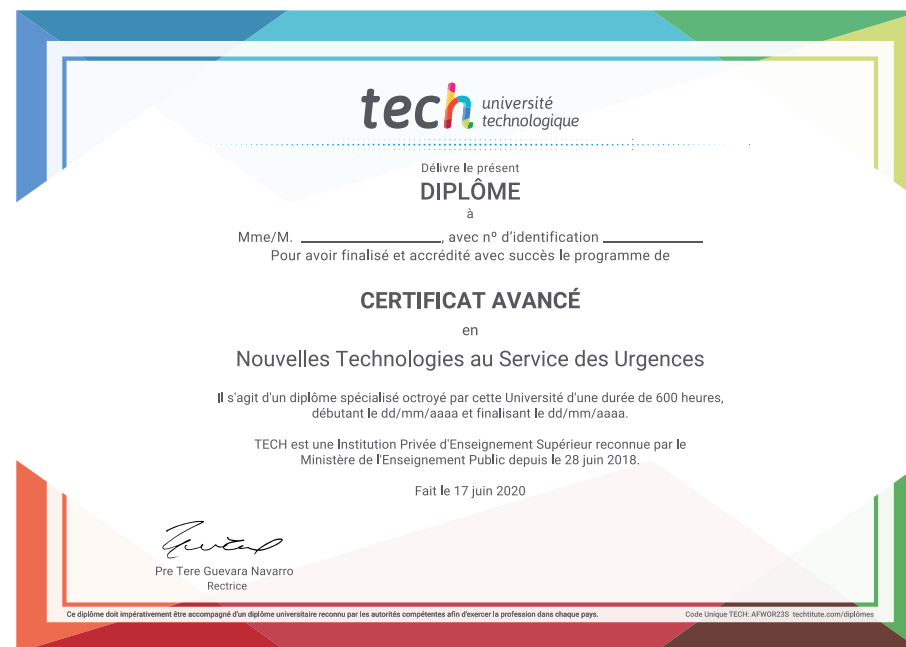 tech université
technologique
Délivre le présent
DIPLÔME
à
Mme/M. ____________________, avec nº d'identification ______________
Pour avoir finalisé et accrédité avec succès le programme de
CERTIFICAT AVANCÉ
en
Nouvelles Technologies au Service des Urgences
Il s'agit d'un diplôme spécialisé octroyé par cette Université d'une durée de 600 heures,
débutant le dd/mm/aaaa et finalisant le dd/mm/aaaa.
TECH est une Institution Privée d'Enseignement Supérieur reconnue par le
Ministère de l'Enseignement Public depuis le 28 juin 2018.
Fait le 17 juin 2020
Pre Tere Guevara Navarro
Rectrice
Ce diplôme doit impérativement être accompagné d'un diplôme universitaire reconnu par les autorités compétentes afin d'exercer la profession dans chaque pays.
Code Unique TECH: AFWOR23S techtitute.com/diplômes